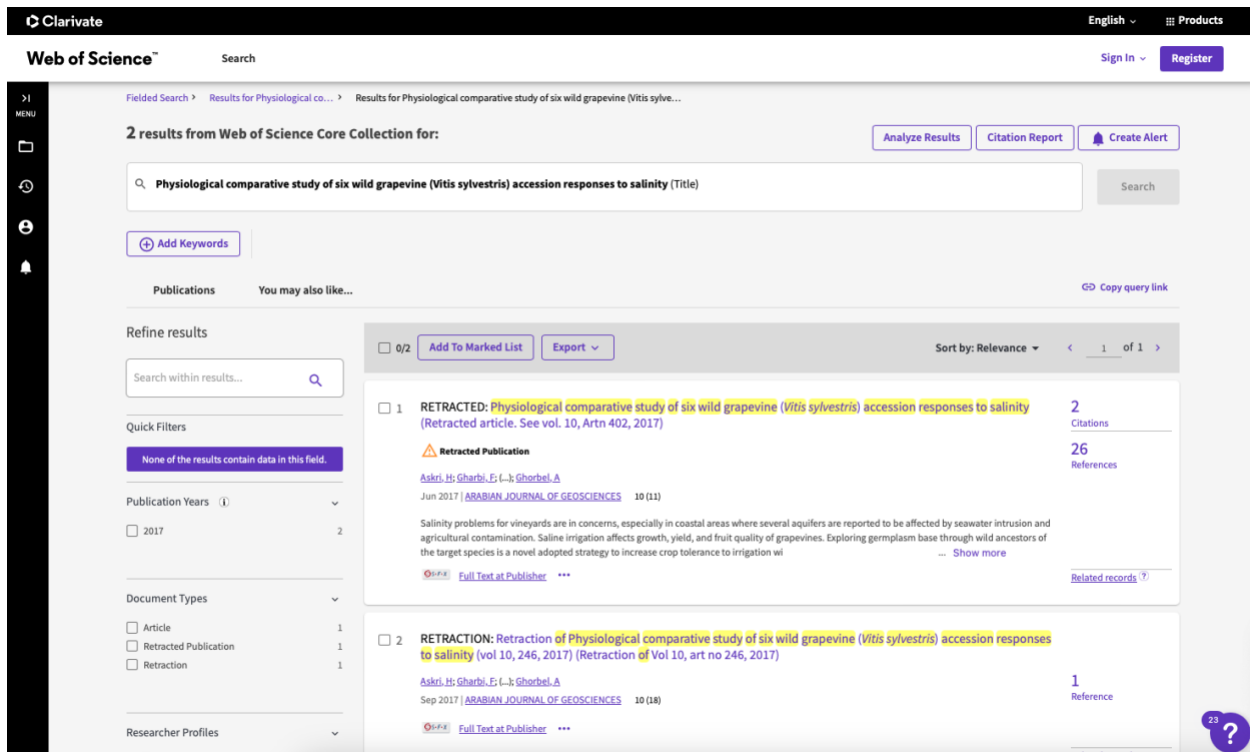 Clarivate
English
Products
Web of Science™
Search
Sign In
Register
MENU
Fielded Search > Results for Physiological co... > Results for Physiological comparative study of six wild grapevine (Vitis sylve...
2 results from Web of Science Core Collection for:
Analyze Results
Citation Report
Create Alert
Physiological comparative study of six wild grapevine (Vitis sylvestris) accession responses to salinity (Title)
Search
Add Keywords
Publications
You may also like...
Copy query link
Refine results
0/2
Add To Marked List
Export
Sort by: Relevance
1 of 1
Search within results...
Quick Filters
None of the results contain data in this field.
Publication Years
2017 2
Document Types
Article 1
Retracted Publication 1
Retraction 1
Researcher Profiles
1
RETRACTED: Physiological comparative study of six wild grapevine (Vitis sylvestris) accession responses to salinity
(Retracted article. See vol. 10, Artn 402, 2017)
Retracted Publication
Askri, H; Gharbi, F; (...); Ghorbel, A
Jun 2017 | ARABIAN JOURNAL OF GEOSCIENCES 10 (11)
Salinity problems for vineyards are in concerns, especially in coastal areas where several aquifers are reported to be affected by seawater intrusion and
agricultural contamination. Saline irrigation affects growth, yield, and fruit quality of grapevines. Exploring germplasm base through wild ancestors of
the target species is a novel adopted strategy to increase crop tolerance to irrigation wi ... Show more
Full Text at Publisher
2
Citations
26
References
Related records ?
2
RETRACTION: Retraction of Physiological comparative study of six wild grapevine (Vitis sylvestris) accession responses
to salinity (vol 10, 246, 2017) (Retraction of Vol 10, art no 246, 2017)
Askri, H; Gharbi, F; (...); Ghorbel, A
Sep 2017 | ARABIAN JOURNAL OF GEOSCIENCES 10 (18)
Full Text at Publisher
1
Reference
23
?